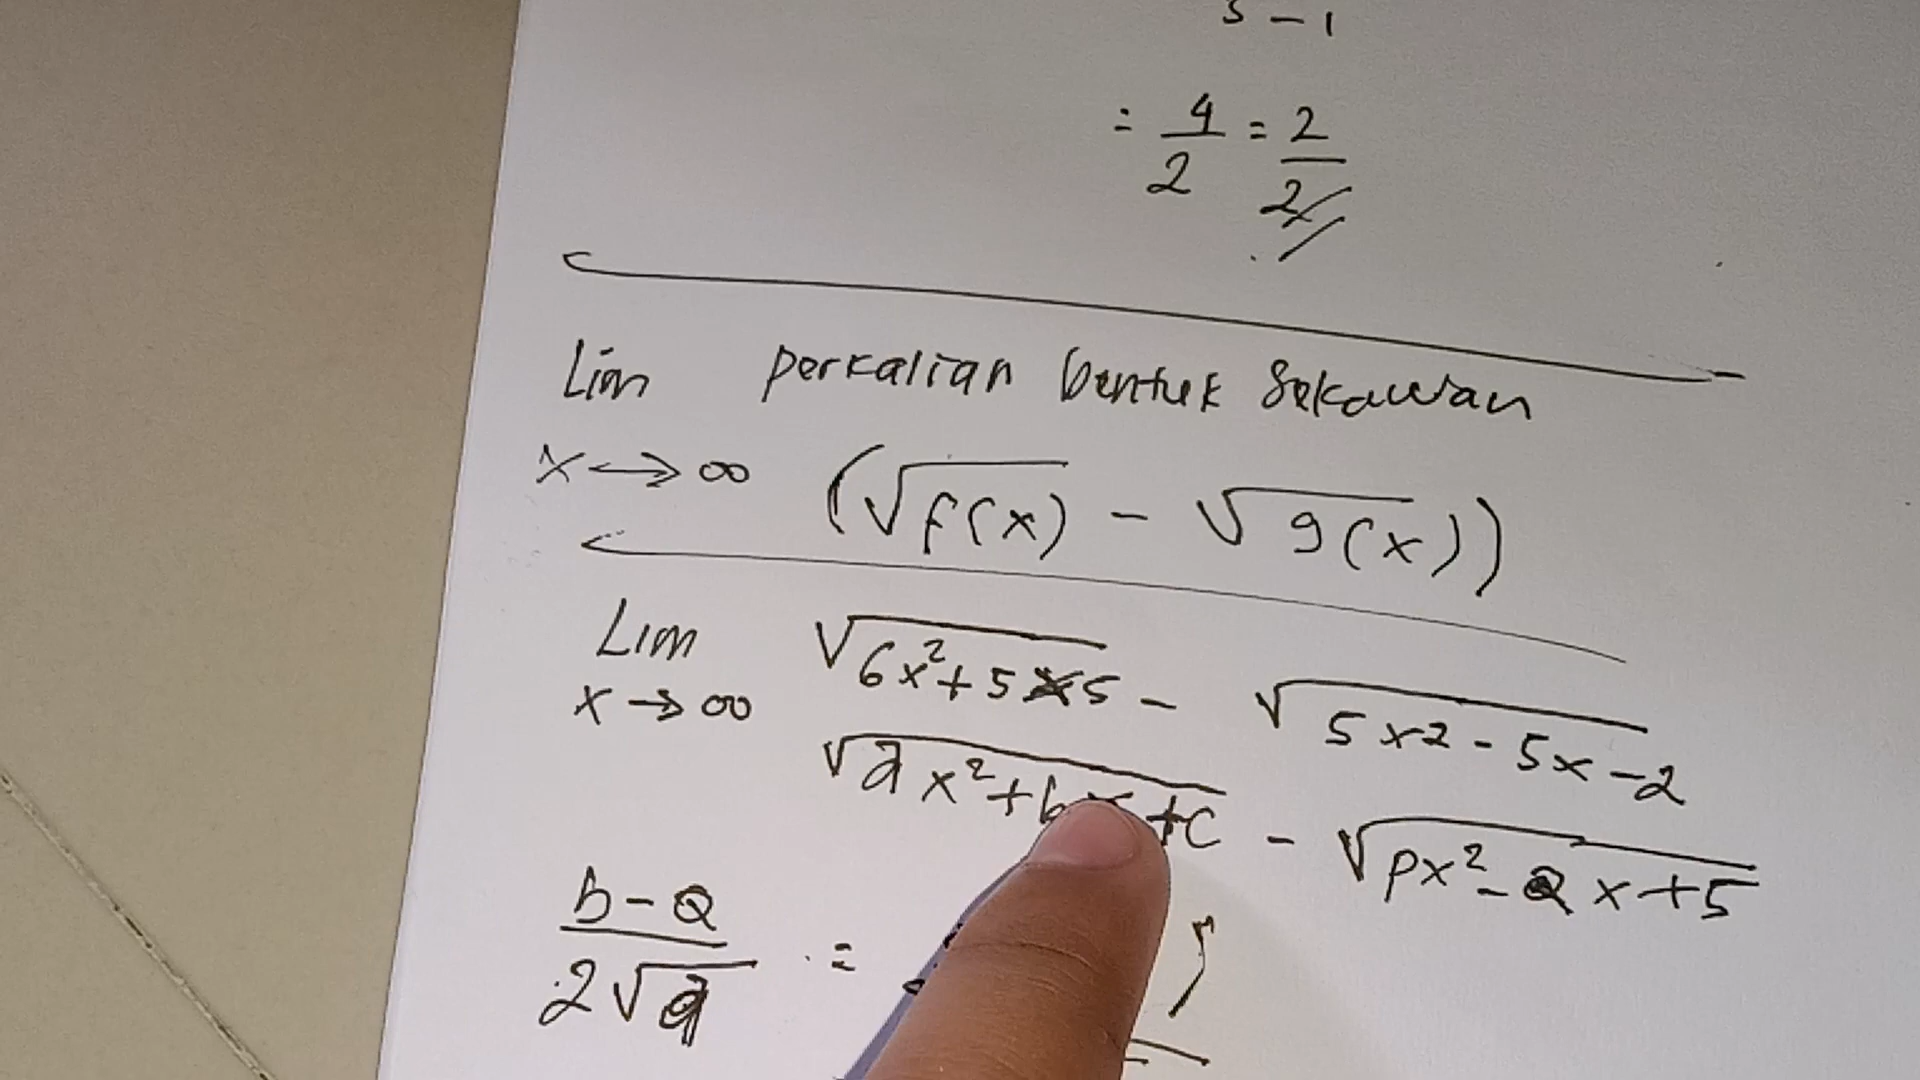 3 - 1
= 4/2 = 2/2
Lim perkalian bentuk Sekawan
x → ∞ (√f(x) - √g(x))
Lim √6x²+5x5 - √5x2-5x-2
x → ∞
√ax²+bx+c - √px²-Qx+5
b-Q/2√a =